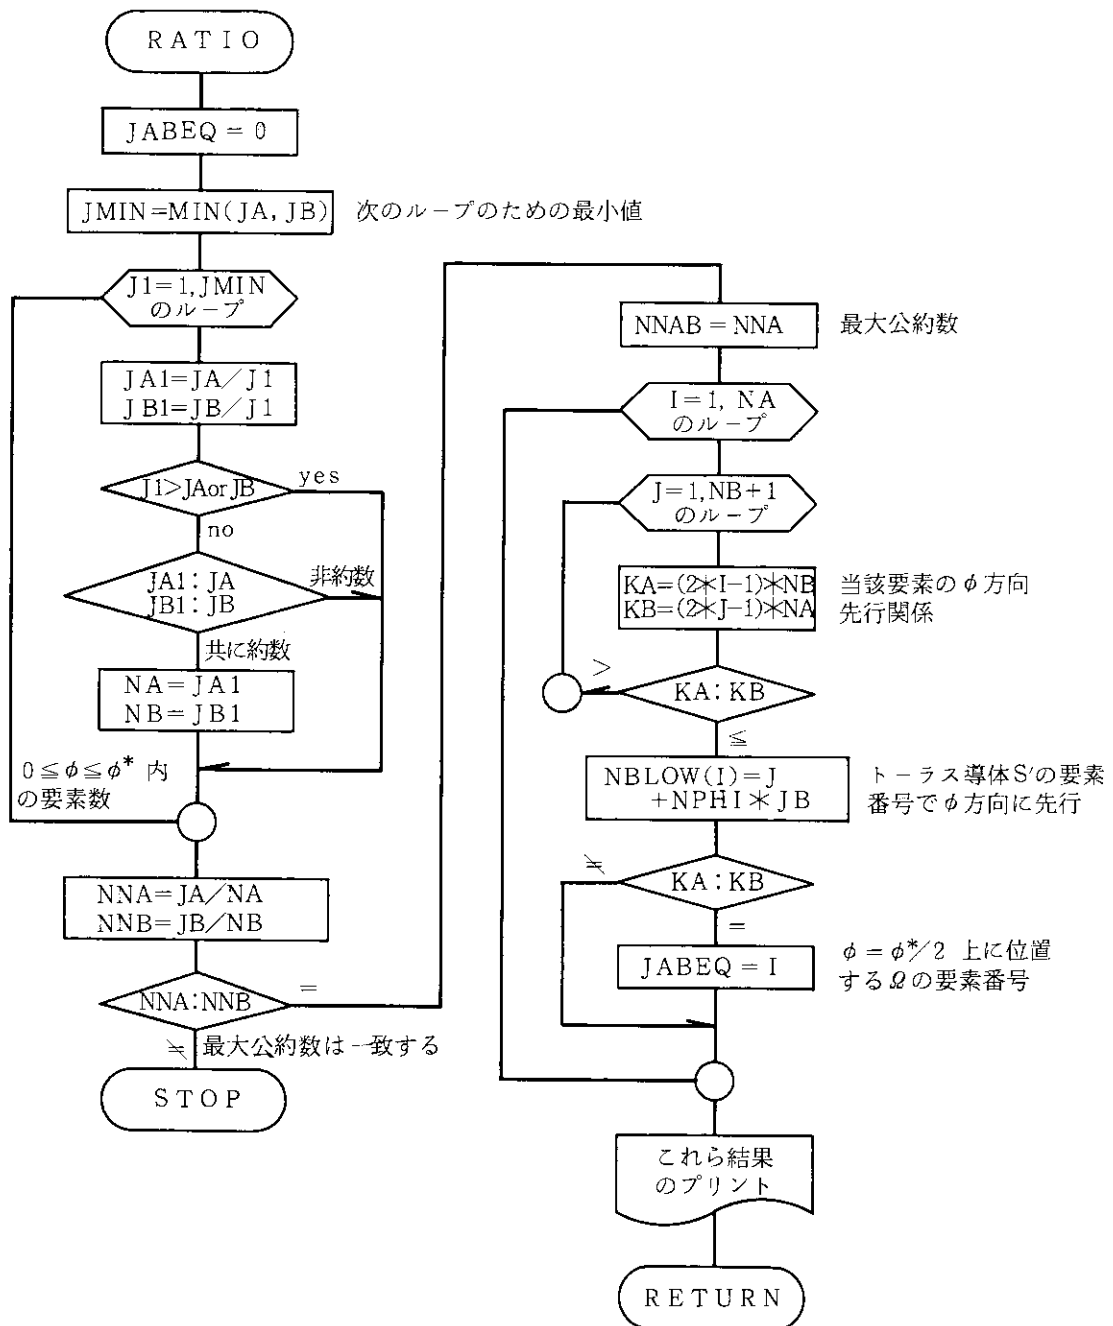 RATIO
JABEQ = 0
JMIN=MIN(JA, JB)
次のループのための最小値
J1=1, JMIN
のループ
JA1=JA/J1
JB1=JB/J1
J1>JAorJB
yes
no
JA1: JA
JB1: JB
非約数
共に約数
NA=JA1
NB=JB1
0≦φ≦φ* 内
の要素数
NNA=JA/NA
NNB=JB/NB
NNA:NNB
=
≠
最大公約数は一致する
STOP
NNAB=NNA
最大公約数
I=1, NA
のループ
J=1, NB+1
のループ
KA=(2*I-1)*NB
KB=(2*J-1)*NA
当該要素のφ方向
先行関係
>
KA:KB
≦
NBLOW(I)=J
+NPHI*JB
トーラス導体S'の要素
番号でφ方向に先行
≠
KA:KB
=
JABEQ=I
φ=φ*/2 上に位置
するΩの要素番号
これら結果
のプリント
RETURN